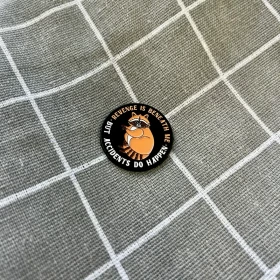 REVENGE IS BENEATH ME
BUT ACCIDENTS DO HAPPEN